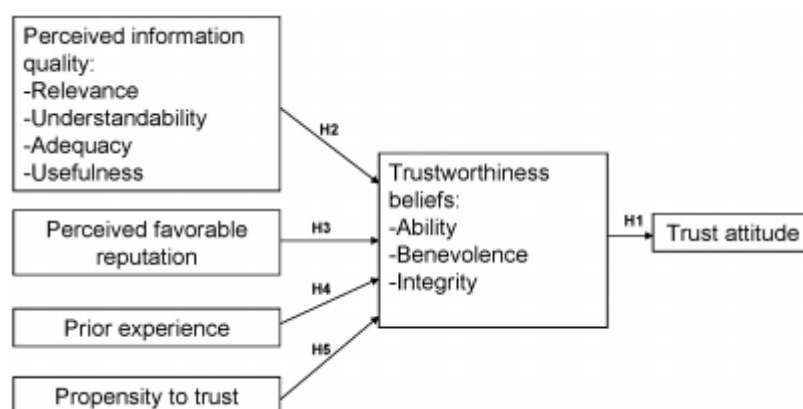 Perceived information
quality:
-Relevance
-Understandability
-Adequacy
-Usefulness
H2
Perceived favorable
reputation
H3
Prior experience
H4
Propensity to trust
H5
Trustworthiness
beliefs:
-Ability
-Benevolence
-Integrity
H1
Trust attitude